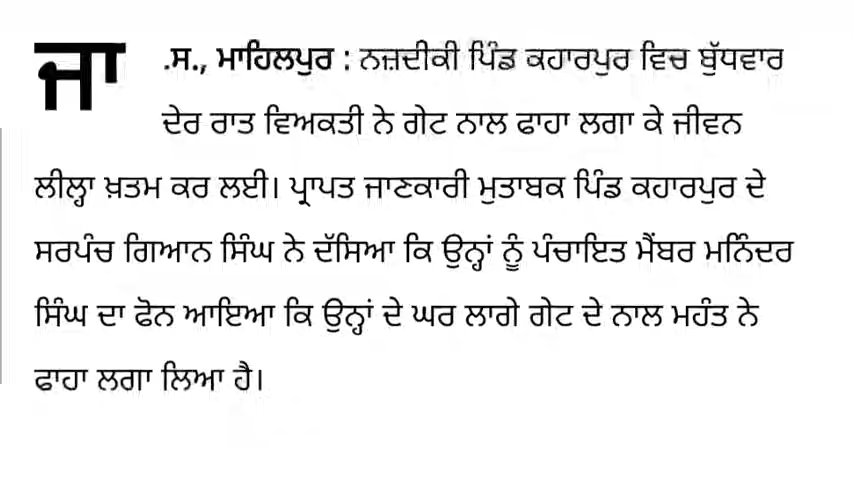 ਜਾ.ਸ., ਮਾਹਿਲਪੁਰ : ਨਜ਼ਦੀਕੀ ਪਿੰਡ ਕਹਾਰਪੁਰ ਵਿਚ ਬੁੱਧਵਾਰ
ਦੇਰ ਰਾਤ ਵਿਅਕਤੀ ਨੇ ਗੇਟ ਨਾਲ ਫਾਹਾ ਲਗਾ ਕੇ ਜੀਵਨ
ਲੀਲ੍ਹਾ ਖ਼ਤਮ ਕਰ ਲਈ। ਪ੍ਰਾਪਤ ਜਾਣਕਾਰੀ ਮੁਤਾਬਕ ਪਿੰਡ ਕਹਾਰਪੁਰ ਦੇ
ਸਰਪੰਚ ਗਿਆਨ ਸਿੰਘ ਨੇ ਦੱਸਿਆ ਕਿ ਉਨ੍ਹਾਂ ਨੂੰ ਪੰਚਾਇਤ ਮੈਂਬਰ ਮਨਿੰਦਰ
ਸਿੰਘ ਦਾ ਫੋਨ ਆਇਆ ਕਿ ਉਨ੍ਹਾਂ ਦੇ ਘਰ ਲਾਗੇ ਗੇਟ ਦੇ ਨਾਲ ਮਹੰਤ ਨੇ
ਫਾਹਾ ਲਗਾ ਲਿਆ ਹੈ।